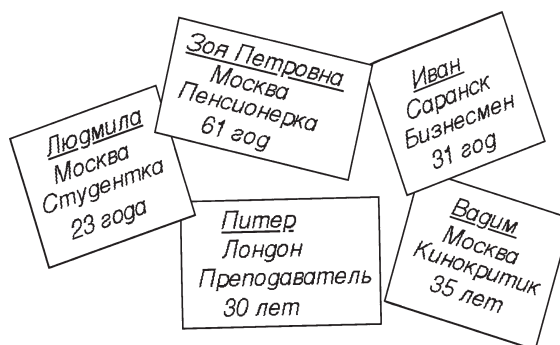 Зоя Петровна
Москва
Пенсионерка
61 год
Иван
Саранск
Бизнесмен
31 год
Людмила
Москва
Студентка
23 года
Питер
Лондон
Преподаватель
30 лет
Вадим
Москва
Кинокритик
35 лет